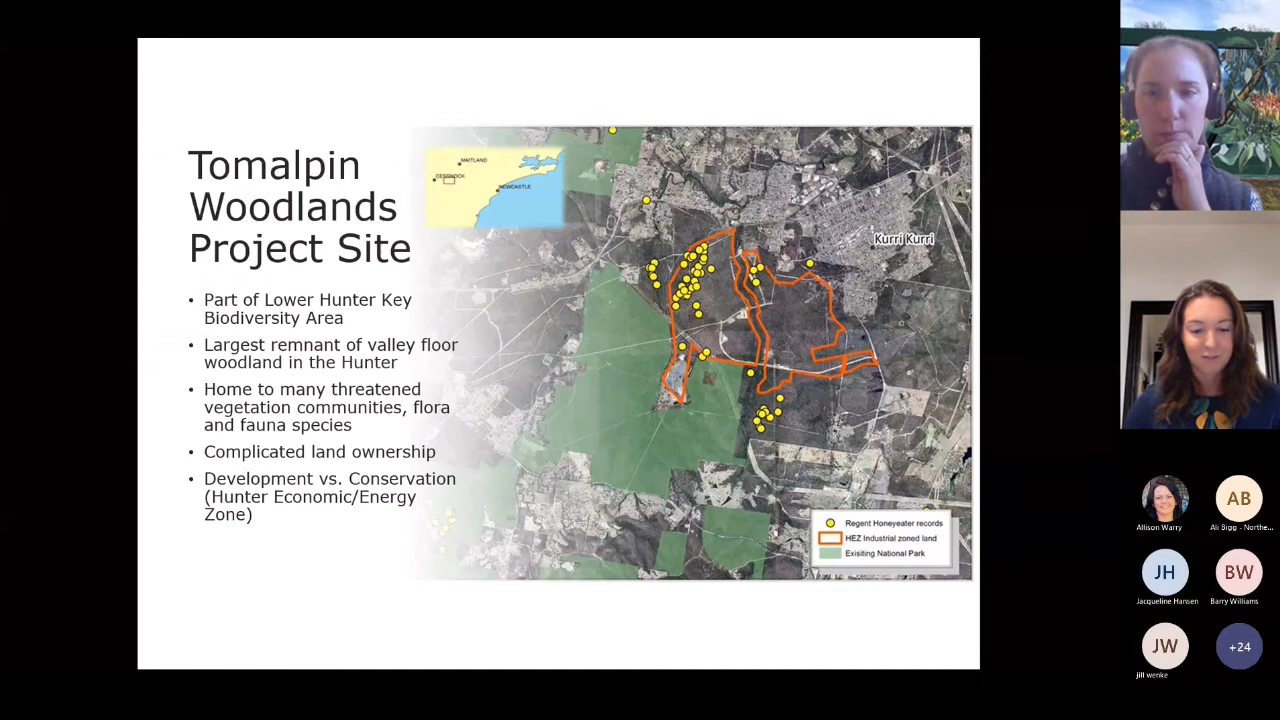 Tomalpin
Woodlands
Project Site
• Part of Lower Hunter Key
Biodiversity Area
• Largest remnant of valley floor
woodland in the Hunter
• Home to many threatened
vegetation communities, flora
and fauna species
• Complicated land ownership
• Development vs. Conservation
(Hunter Economic/Energy
Zone)
MAITLAND
CESSNOCK
NEWCASTLE
Kurri Kurri
Regent Honeyeater records
HEZ Industrial zoned land
Exisiting National Park
Allison Warry
AB
Ali Bigg - Northe...
JH
Jacqueline Hansen
BW
Barry Williams
JW
jill wenke
+24